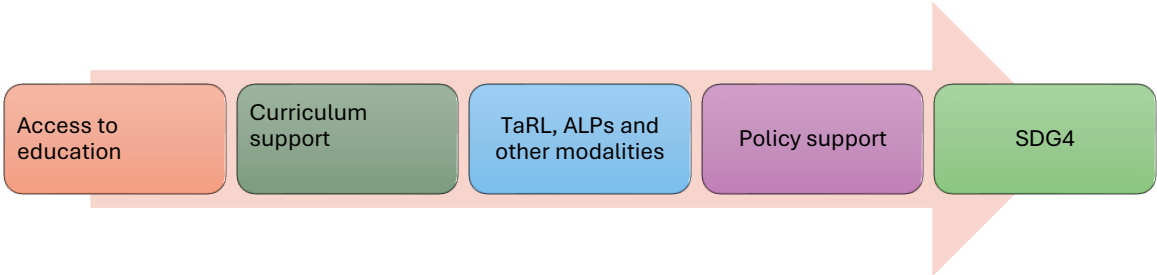 Access to
education
Curriculum
support
TaRL, ALPs and
other modalities
Policy support
SDG4